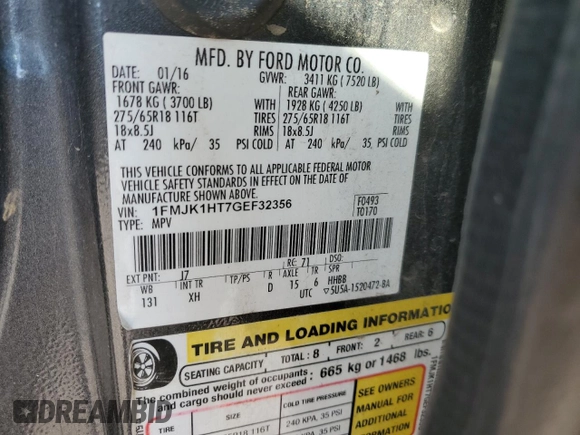 MFD. BY FORD MOTOR CO.
DATE: 01/16 GVWR: 3411 KG ( 7520 LB)
FRONT GAWR: REAR GAWR:
1678 KG ( 3700 LB) WITH 1928 KG ( 4250 LB) WITH
275/65R18 116T TIRES 275/65R18 116T TIRES
18x8.5J RIMS 18x8.5J RIMS
AT 240 kPa/ 35 PSI COLD AT 240 kPa/ 35 PSI COLD
THIS VEHICLE CONFORMS TO ALL APPLICABLE FEDERAL MOTOR
VEHICLE SAFETY STANDARDS IN EFFECT ON THE DATE OF
MANUFACTURE SHOWN ABOVE.
VIN: 1FMJK1HT7GEF32356 F0493
TYPE: MPV T0170
EXT PNT: J7 RC: 71 DSO:
WB INT TR TP/PS R AXLE TR SPR
131 XH D 15 6 HHBB
UTC 5U5A-1520472-BA
TIRE AND LOADING INFORMATION
SEATING CAPACITY TOTAL: 8 FRONT: 2 REAR: 6
The combined weight of occupants
and cargo should never exceed : 665 kg or 1468 lbs.
TIRE SIZE COLD TIRE PRESSURE
116T 240 KPA, 35 PSI
SEE OWNERS
MANUAL FOR
ADDITIONAL
DREAMBID